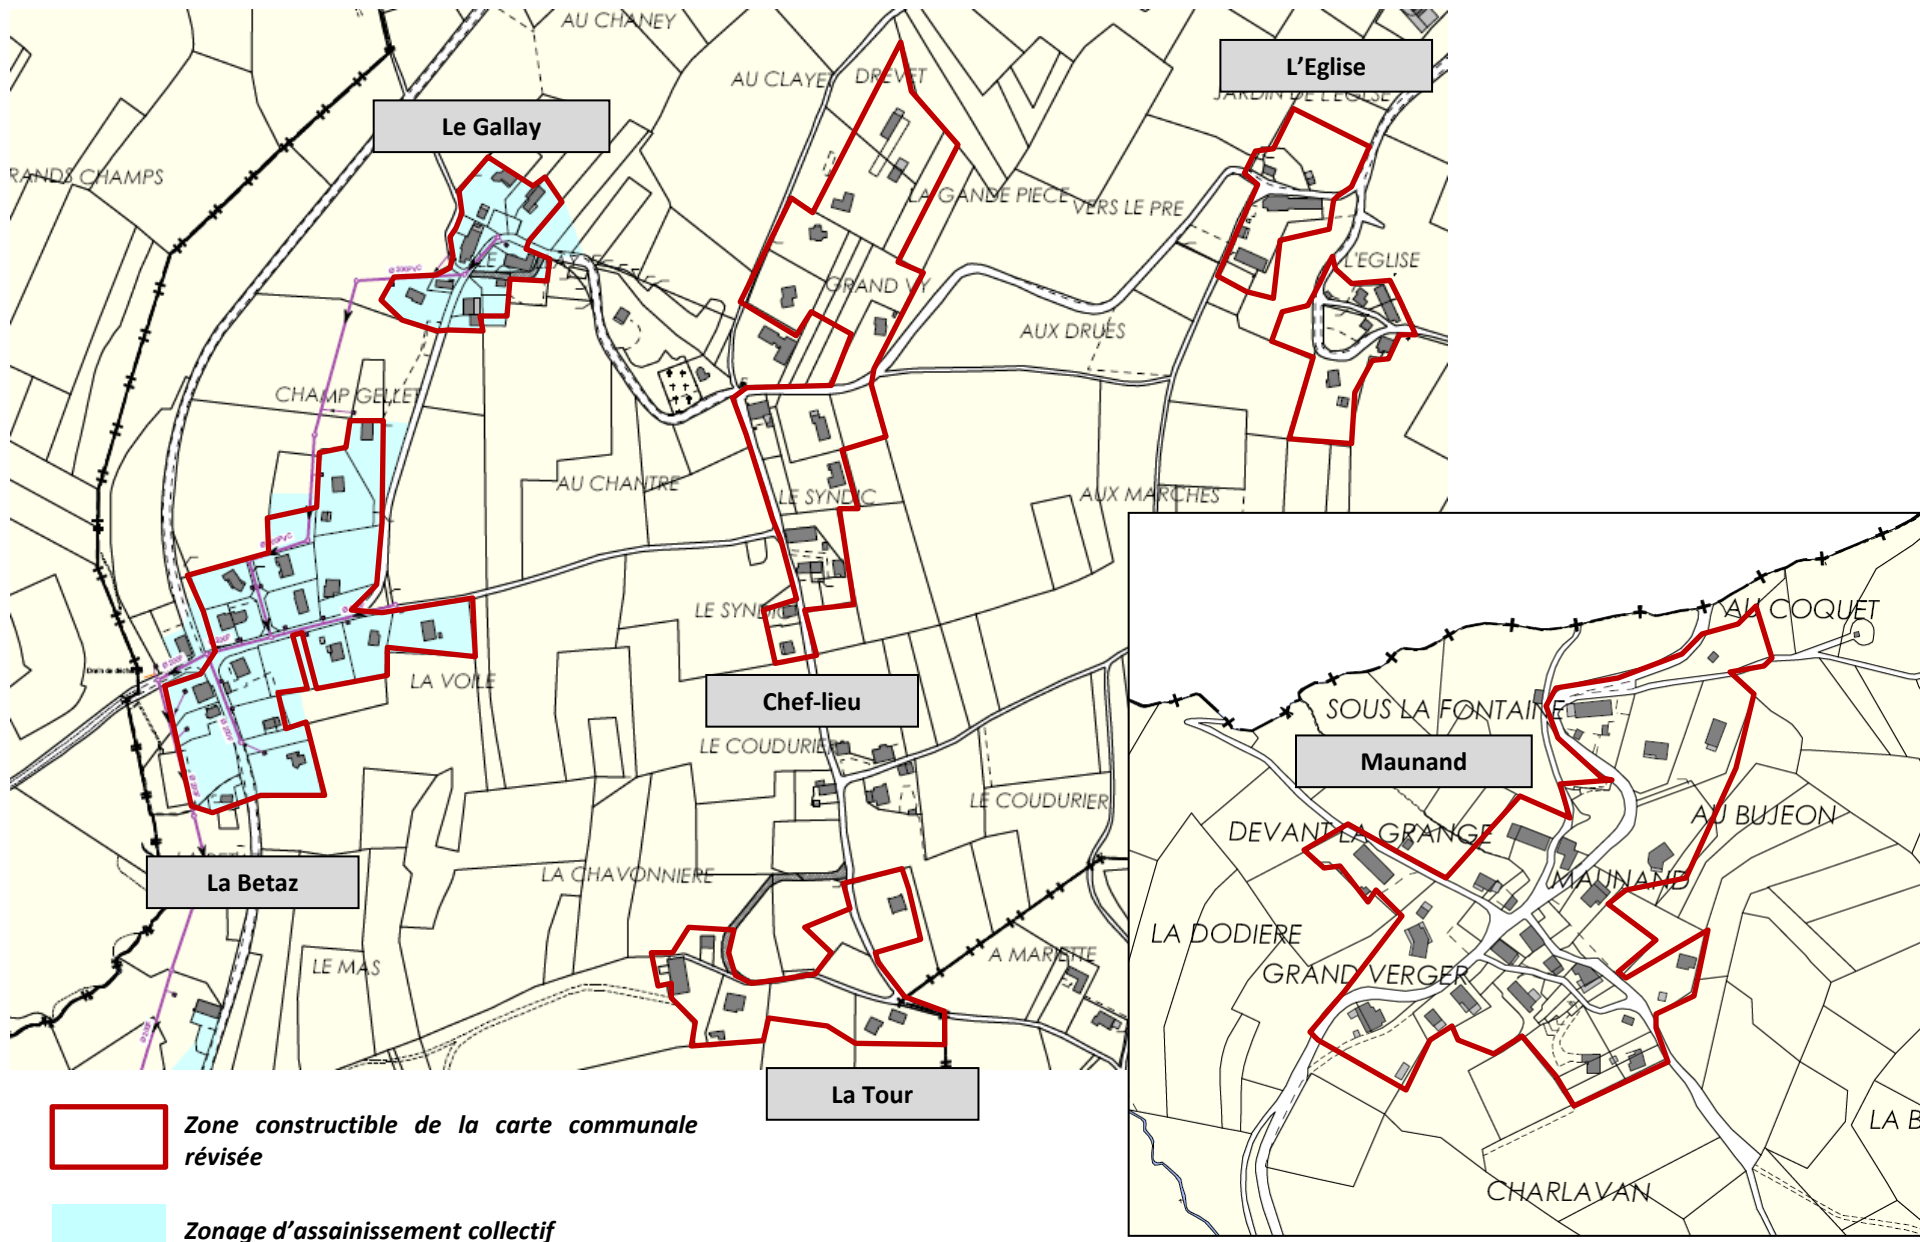 AU CHANEY
AU CLAYET
DREVET
L'Eglise
JARDIN DE L'EGLISE
Le Gallay
RANDS CHAMPS
LA GANDE PIECE
VERS LE PRE
L'EGLISE
GRAND VY
AUX DRUES
CHAMP GELLET
AU CHANTRE
LE SYNDIC
AUX MARCHES
LE SYNDIC
LA VOILE
Chef-lieu
LE COUDURIER
LE COUDURIER
La Betaz
LA CHAVONNIERE
LE MAS
A MARIETTE
La Tour
AU COQUET
SOUS LA FONTAINE
Maunand
DEVANT LA GRANGE
AU BUJEON
MAUNAND
LA DODIERE
GRAND VERGER
LA B
CHARLAVAN
Zone constructible de la carte communale
révisée
Zonage d'assainissement collectif